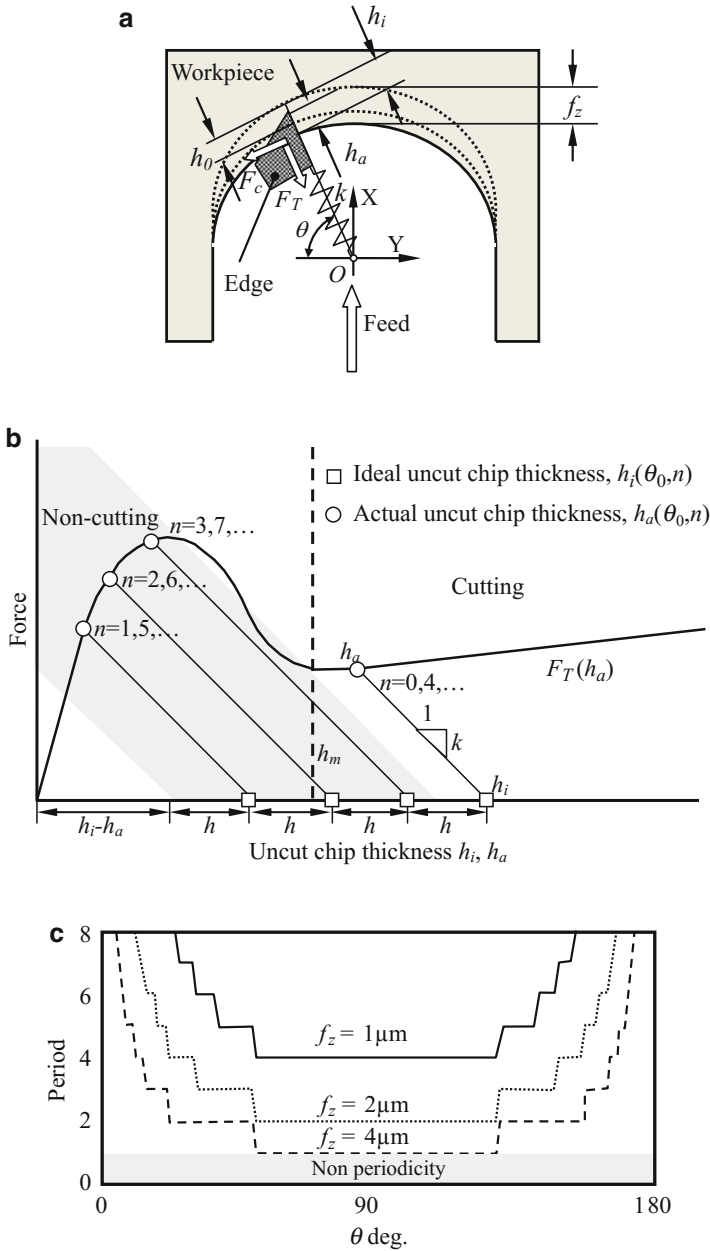 a
h_i
Workpiece
f_z
h_0
h_a
F_c
F_T
k
X
θ
Y
O
Edge
Feed
b
□ Ideal uncut chip thickness, h_i(θ_0,n)
○ Actual uncut chip thickness, h_a(θ_0,n)
Non-cutting
n=3,7,…
Cutting
n=2,6,…
Force
n=1,5,…
h_a
F_T(h_a)
n=0,4,…
1
k
h_m
h_i
h_i-h_a h h h h
Uncut chip thickness h_i, h_a
c
8
6
f_z = 1μm
4
Period
f_z = 2μm
2
f_z = 4μm
Non periodicity
0
0 90 180
θ deg.